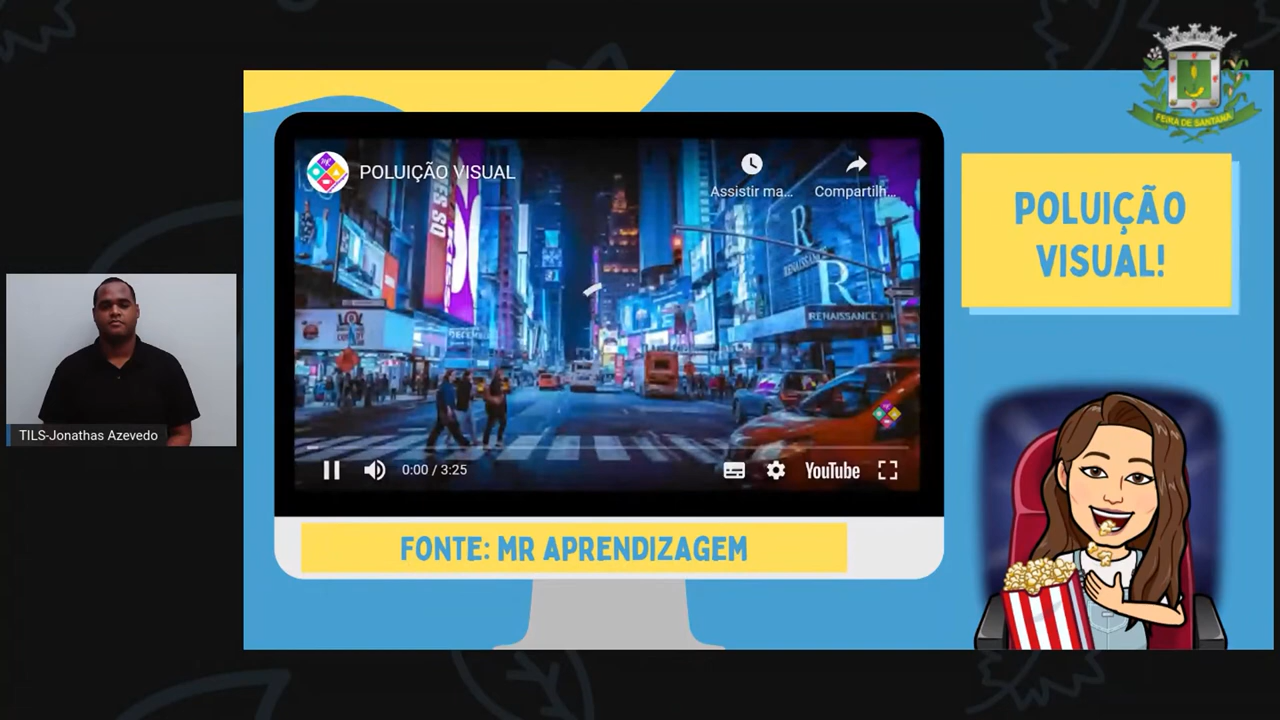 FEIRA DE SANTANA
POLUIÇÃO VISUAL
Assistir ma...
Compartilh...
RENAISSANCE
R
RENAISSANCE
0:00 / 3:25
YouTube
POLUIÇÃO
VISUAL!
FONTE: MR APRENDIZAGEM
TILS-Jonathas Azevedo